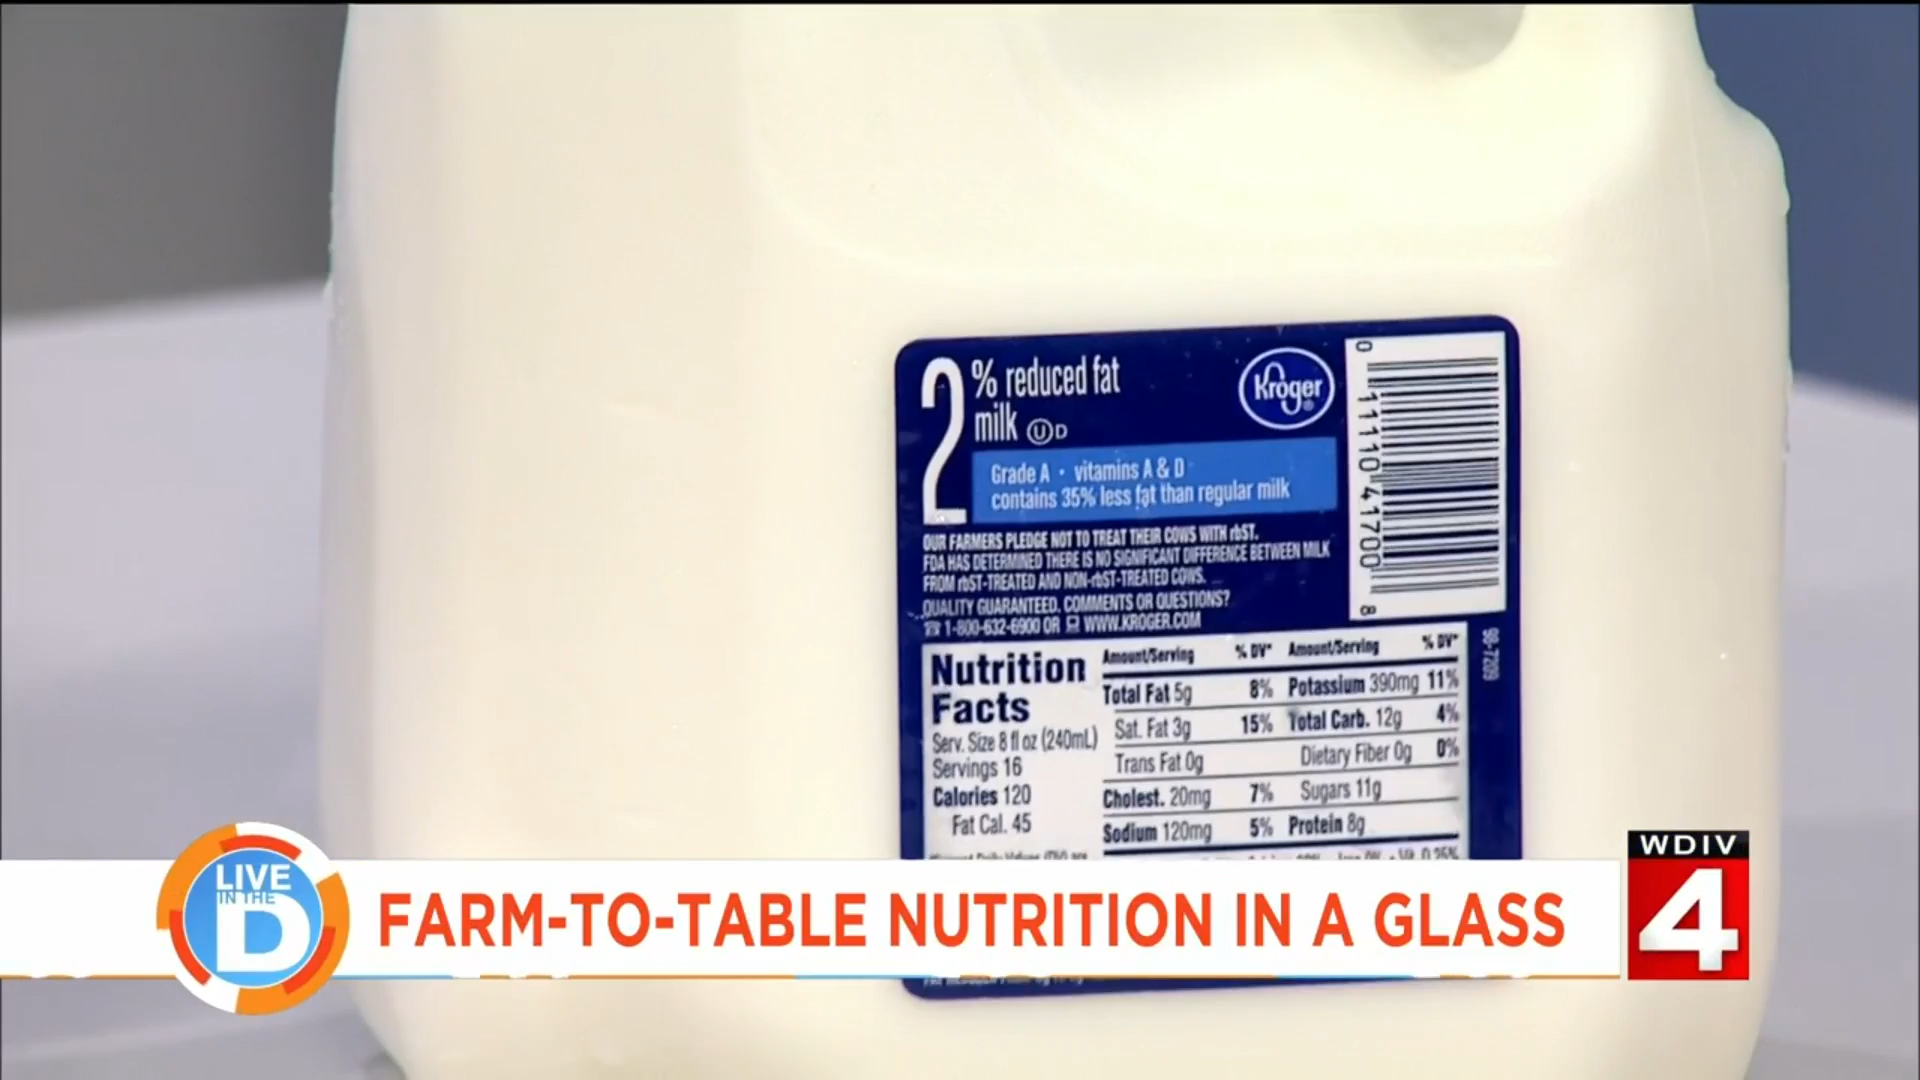 2
% reduced fat
milk Ⓤ D
Kroger®
Grade A • vitamins A & D
contains 35% less fat than regular milk
OUR FARMERS PLEDGE NOT TO TREAT THEIR COWS WITH rbST.
FDA HAS DETERMINED THERE IS NO SIGNIFICANT DIFFERENCE BETWEEN MILK
FROM rbST-TREATED AND NON-rbST-TREATED COWS.
QUALITY GUARANTEED. COMMENTS OR QUESTIONS?
☎ 1-800-632-6900 OR WWW.KROGER.COM
0 11110 41700 8
98-7209
Nutrition
Facts
Serv. Size 8 fl oz (240mL)
Servings 16
Calories 120
Fat Cal. 45
Amount/Serving % DV* Amount/Serving % DV*
Total Fat 5g 8% Potassium 390mg 11%
Sat. Fat 3g 15% Total Carb. 12g 4%
Trans Fat 0g Dietary Fiber 0g 0%
Cholest. 20mg 7% Sugars 11g
Sodium 120mg 5% Protein 8g
LIVE
IN THE
D
FARM-TO-TABLE NUTRITION IN A GLASS
WDIV
4